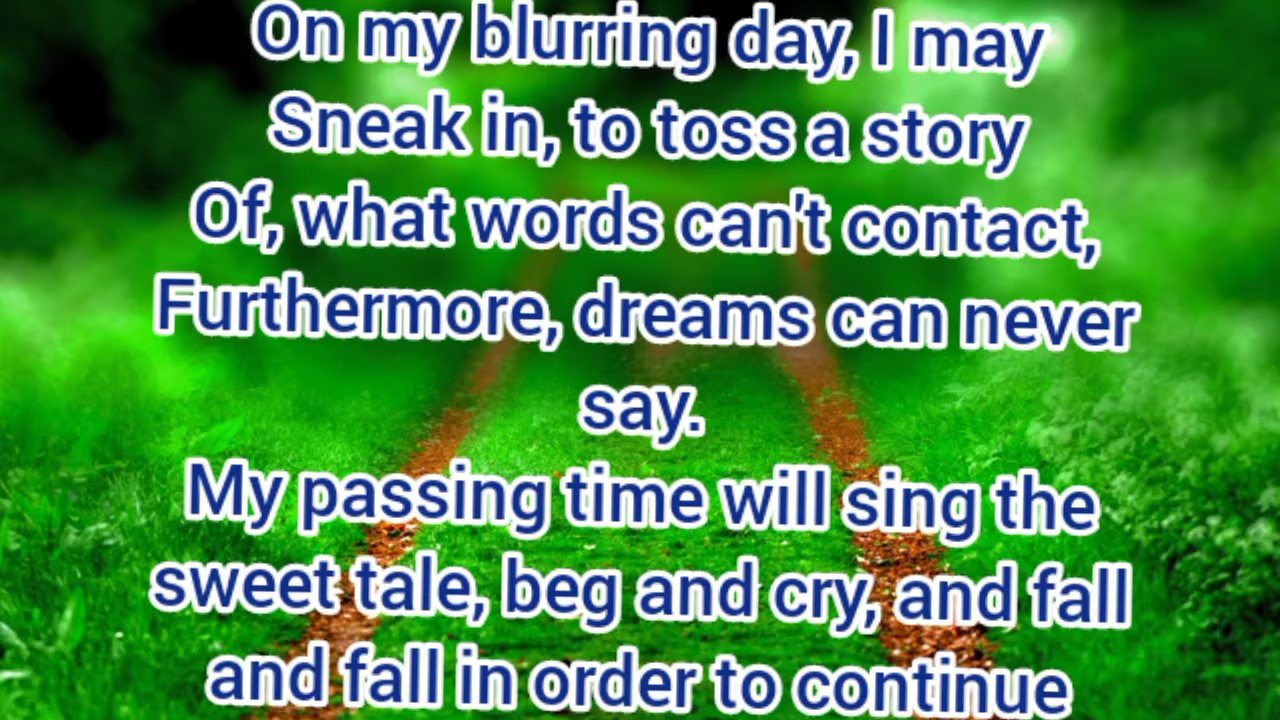 On my blurring day, I may
Sneak in, to toss a story
Of, what words can't contact,
Furthermore, dreams can never
say.
My passing time will sing the
sweet tale, beg and cry, and fall
and fall in order to continue